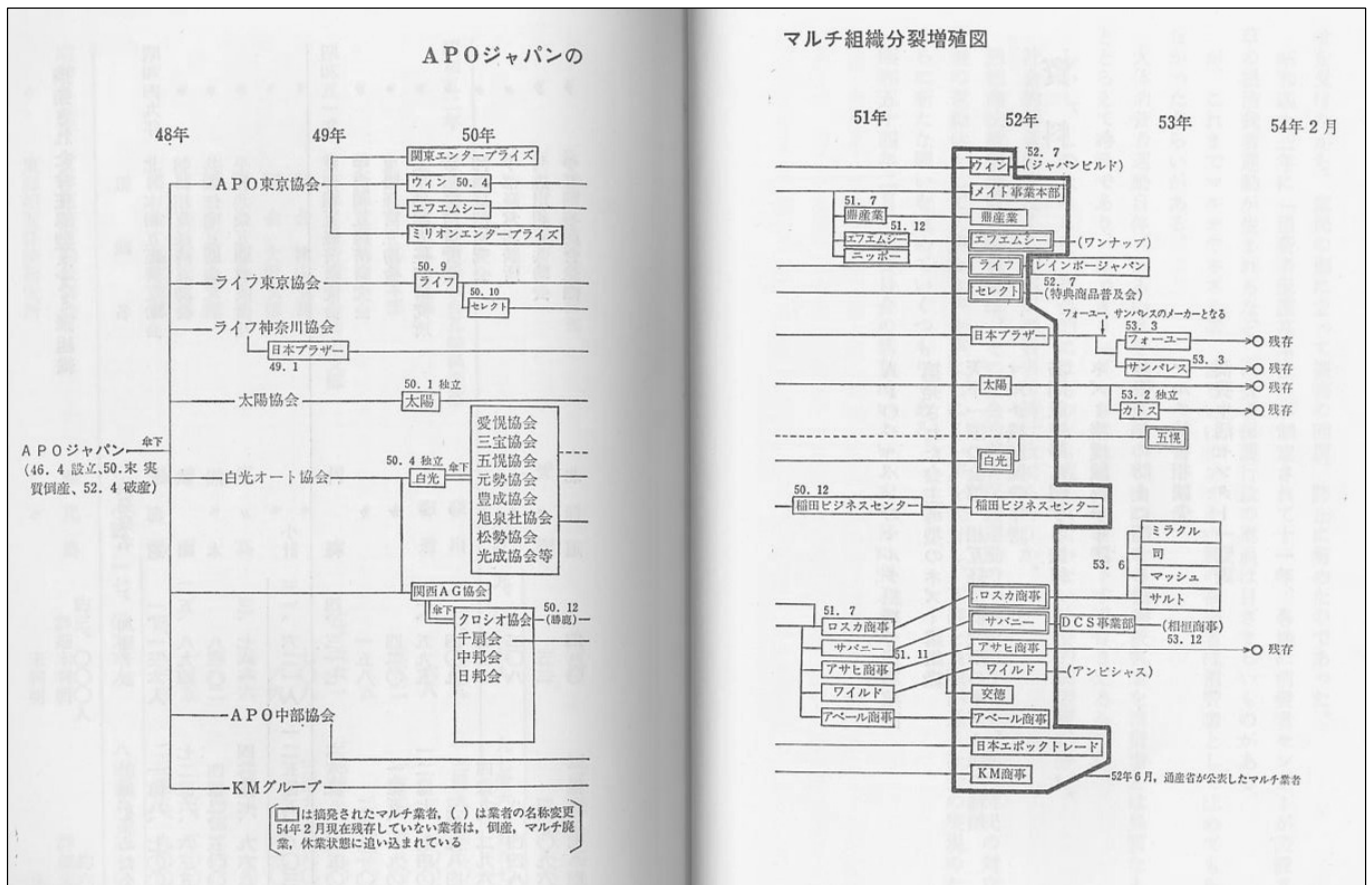 APOジャパンの
48年
49年
50年
関東エンタープライズ
APO東京協会
ウィン 50. 4
エフエムシー
ミリオンエンタープライズ
50. 9
ライフ東京協会
ライフ
50. 10
セレクト
ライフ神奈川協会
日本ブラザー
49. 1
50. 1 独立
太陽協会
太陽
愛悦協会
三宝協会
五悦協会
元勢協会
豊成協会
旭泉社協会
松勢協会
光成協会等
APOジャパン
傘下
(46. 4 設立、50. 末 実
質倒産、52. 4 破産)
白光オート協会
50. 4 独立
白光
傘下
関西AG協会
傘下
クロシオ協会
千扇会
中邦会
日邦会
50. 12
APO中部協会
KMグループ
□は摘発されたマルチ業者，( ) は業者の名称変更
54年2月現在残存していない業者は，倒産，マルチ廃
業，休業状態に追い込まれている
マルチ組織分裂増殖図
51年
52年
53年
54年2月
52. 7
ウィン
(ジャパンビルド)
メイト事業本部
51. 7
鼎産業
鼎産業
51. 12
エフエムシー
エフエムシー
(ワンナップ)
ニッポー
ライフ
レインボージャパン
セレクト
52. 7
(特典商品普及会)
フォーユー，サンパレスのメーカーとなる
日本ブラザー
53. 3
フォーユー
残存
53. 3
サンパレス
残存
太陽
残存
53. 2 独立
カトス
残存
五悦
白光
50. 12
稲田ビジネスセンター
稲田ビジネスセンター
53. 6
ミラクル
司
マッシュ
サルト
ロスカ商事
51. 7
ロスカ商事
サバニー
サバニー
DCS事業部
(相恒商事)
51. 11
53. 12
アサヒ商事
アサヒ商事
残存
ワイルド
ワイルド
(アンビシャス)
交徳
アベール商事
アベール商事
日本エポックトレード
KM商事
52年6月，通産省が公表したマルチ業者